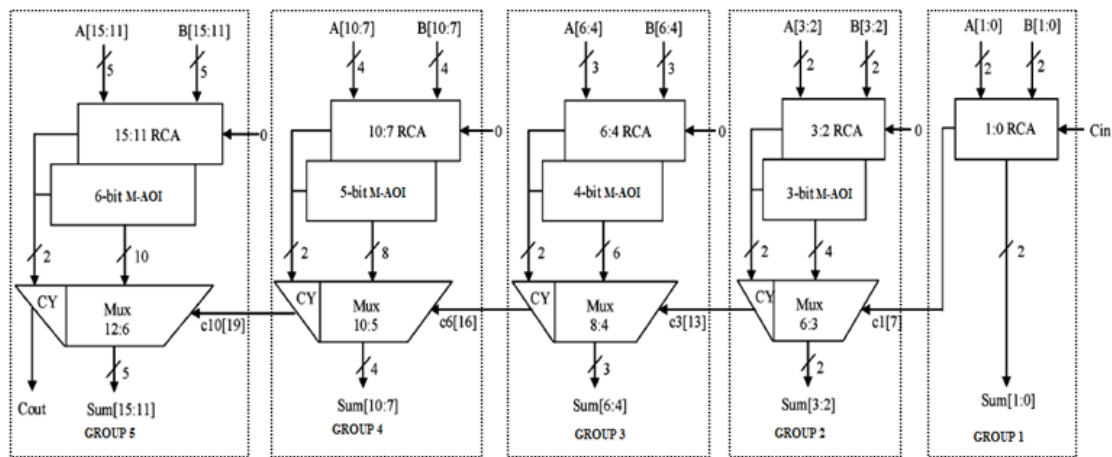 A[15:11] B[15:11] A[10:7] B[10:7] A[6:4] B[6:4] A[3:2] B[3:2] A[1:0] B[1:0]
5 5 4 4 3 3 2 2 2 2
15:11 RCA 0 10:7 RCA 0 6:4 RCA 0 3:2 RCA 0 1:0 RCA Cin
6-bit M-AOI 5-bit M-AOI 4-bit M-AOI 3-bit M-AOI
2 10 2 8 2 6 2 4 2
CY Mux CY Mux CY Mux CY Mux
12:6 10:5 8:4 6:3
c10[19] c6[16] c3[13] c1[7]
5 4 3 2
Cout Sum[15:11] Sum[10:7] Sum[6:4] Sum[3:2] Sum[1:0]
GROUP 5 GROUP 4 GROUP 3 GROUP 2 GROUP 1